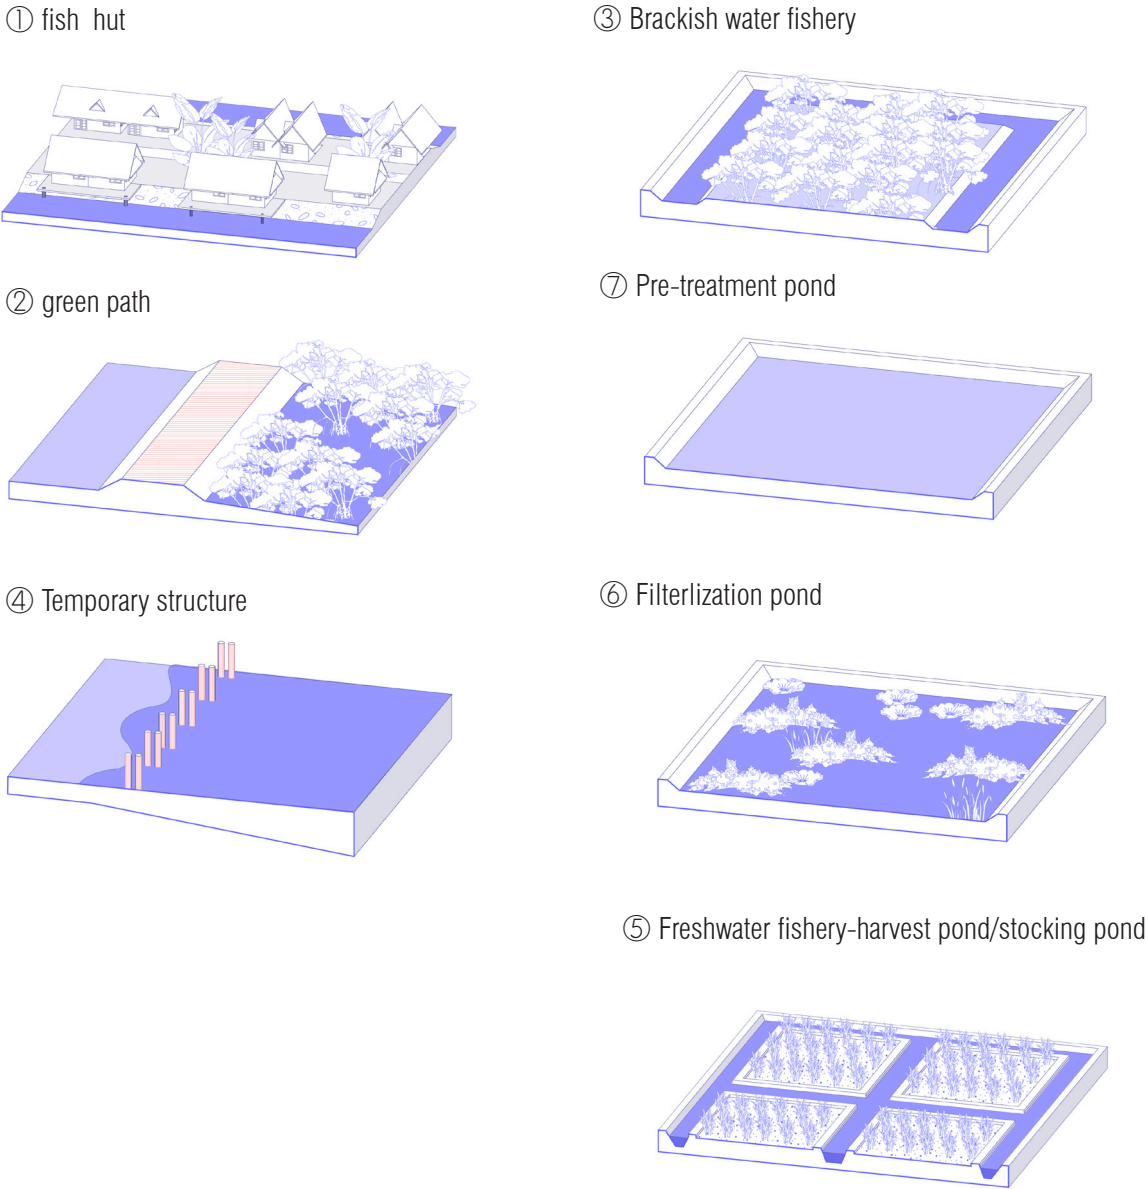 ① fish hut
② green path
④ Temporary structure
③ Brackish water fishery
⑦ Pre-treatment pond
⑥ Filterlization pond
⑤ Freshwater fishery-harvest pond/stocking pond